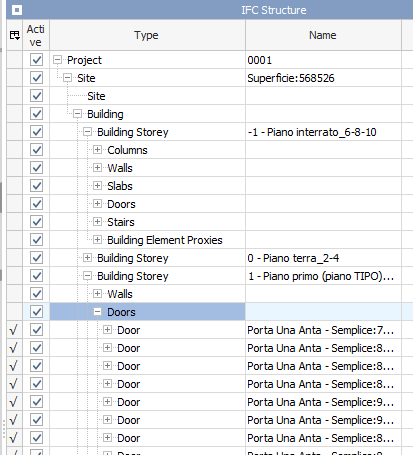 IFC Structure
Acti
ve
Type
Name
Project 0001
Site Superficie:568526
Site
Building
Building Storey -1 - Piano interrato_6-8-10
Columns
Walls
Slabs
Doors
Stairs
Building Element Proxies
Building Storey 0 - Piano terra_2-4
Building Storey 1 - Piano primo (piano TIPO)...
Walls
Doors
√ Door Porta Una Anta - Semplice:7...
√ Door Porta Una Anta - Semplice:8...
√ Door Porta Una Anta - Semplice:8...
√ Door Porta Una Anta - Semplice:8...
√ Door Porta Una Anta - Semplice:9...
√ Door Porta Una Anta - Semplice:9...
√ Door Porta Una Anta - Semplice:8...
Door Porta Una Anta - Semplice:8...